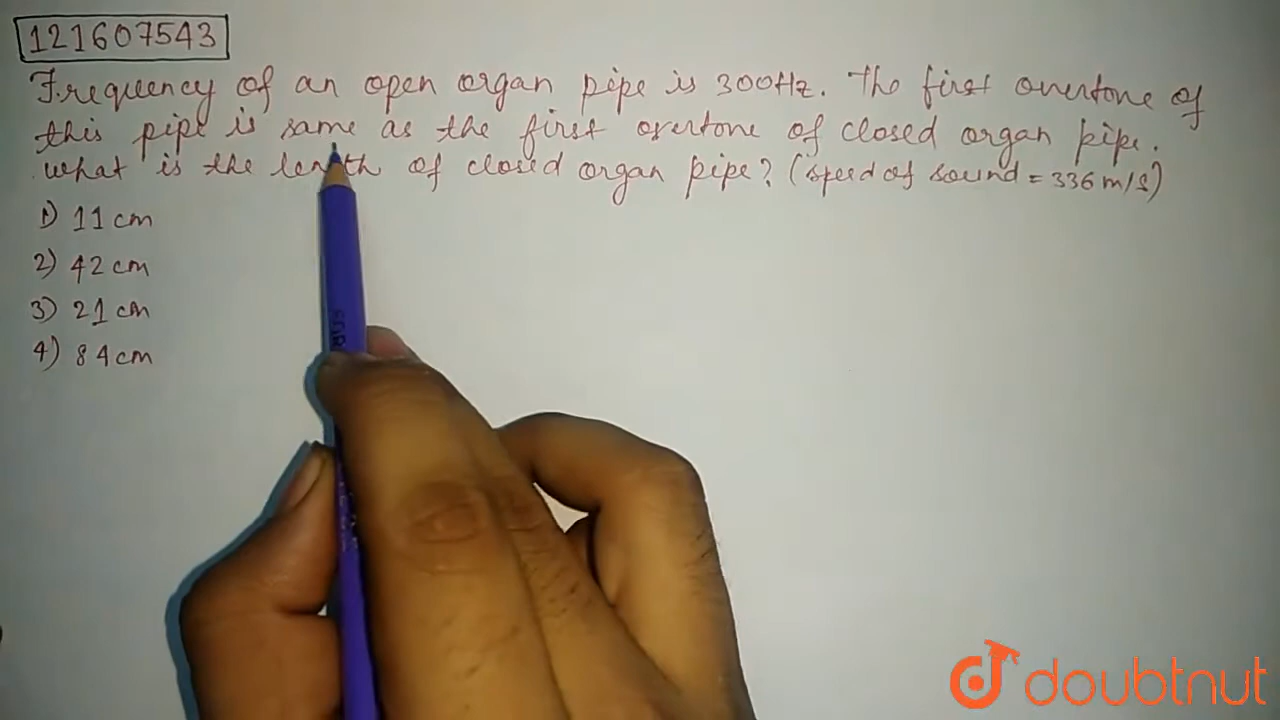 121607543
Frequency of an open organ pipe is 300Hz. The first overtone of
this pipe is same as the first overtone of closed organ pipe.
what is the length of closed organ pipe? (speed of sound = 336 m/s)
1) 11 cm
2) 42 cm
3) 21 cm
4) 84 cm
doubtnut